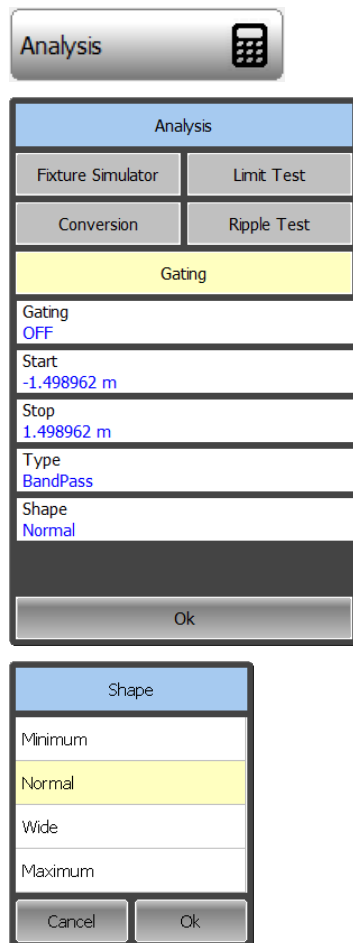 Analysis
Analysis
Fixture Simulator Limit Test
Conversion Ripple Test
Gating
Gating
OFF
Start
-1.498962 m
Stop
1.498962 m
Type
BandPass
Shape
Normal
Ok
Shape
Minimum
Normal
Wide
Maximum
Cancel Ok